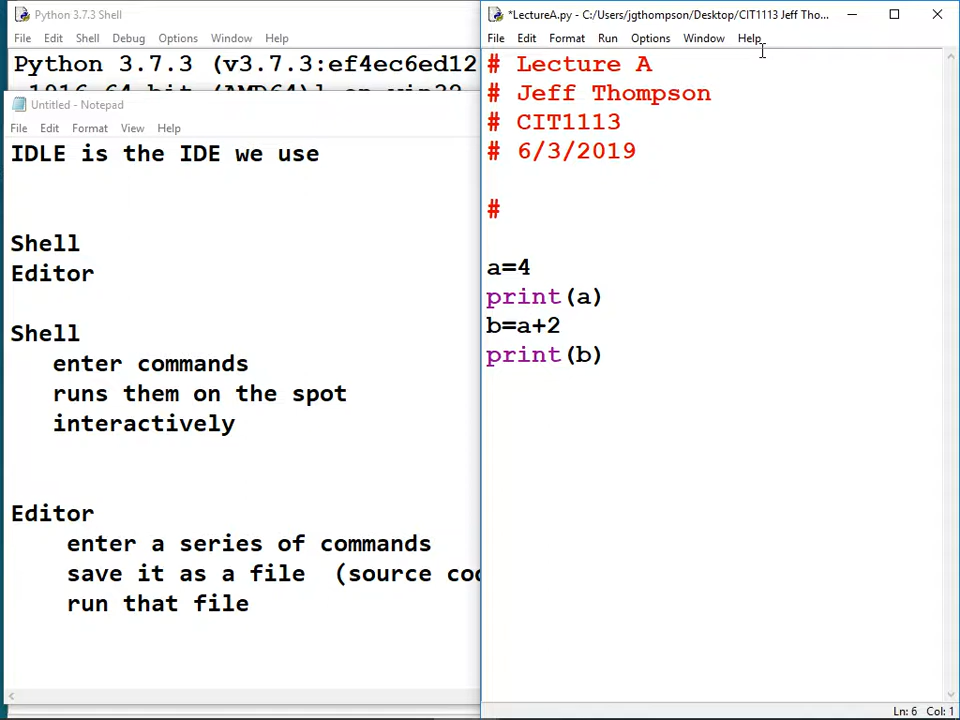 Python 3.7.3 Shell
File Edit Shell Debug Options Window Help
Python 3.7.3 (v3.7.3:ef4ec6ed12
Untitled - Notepad
File Edit Format View Help
IDLE is the IDE we use
Shell
Editor
Shell
enter commands
runs them on the spot
interactively
Editor
enter a series of commands
save it as a file (source
run that file
*LectureA.py - C:/Users/jgthompson/Desktop/CIT1113 Jeff Tho...
File Edit Format Run Options Window Help
# Lecture A
# Jeff Thompson
# CIT1113
# 6/3/2019
#
a=4
print(a)
b=a+2
print(b)
Ln: 6 Col: 1